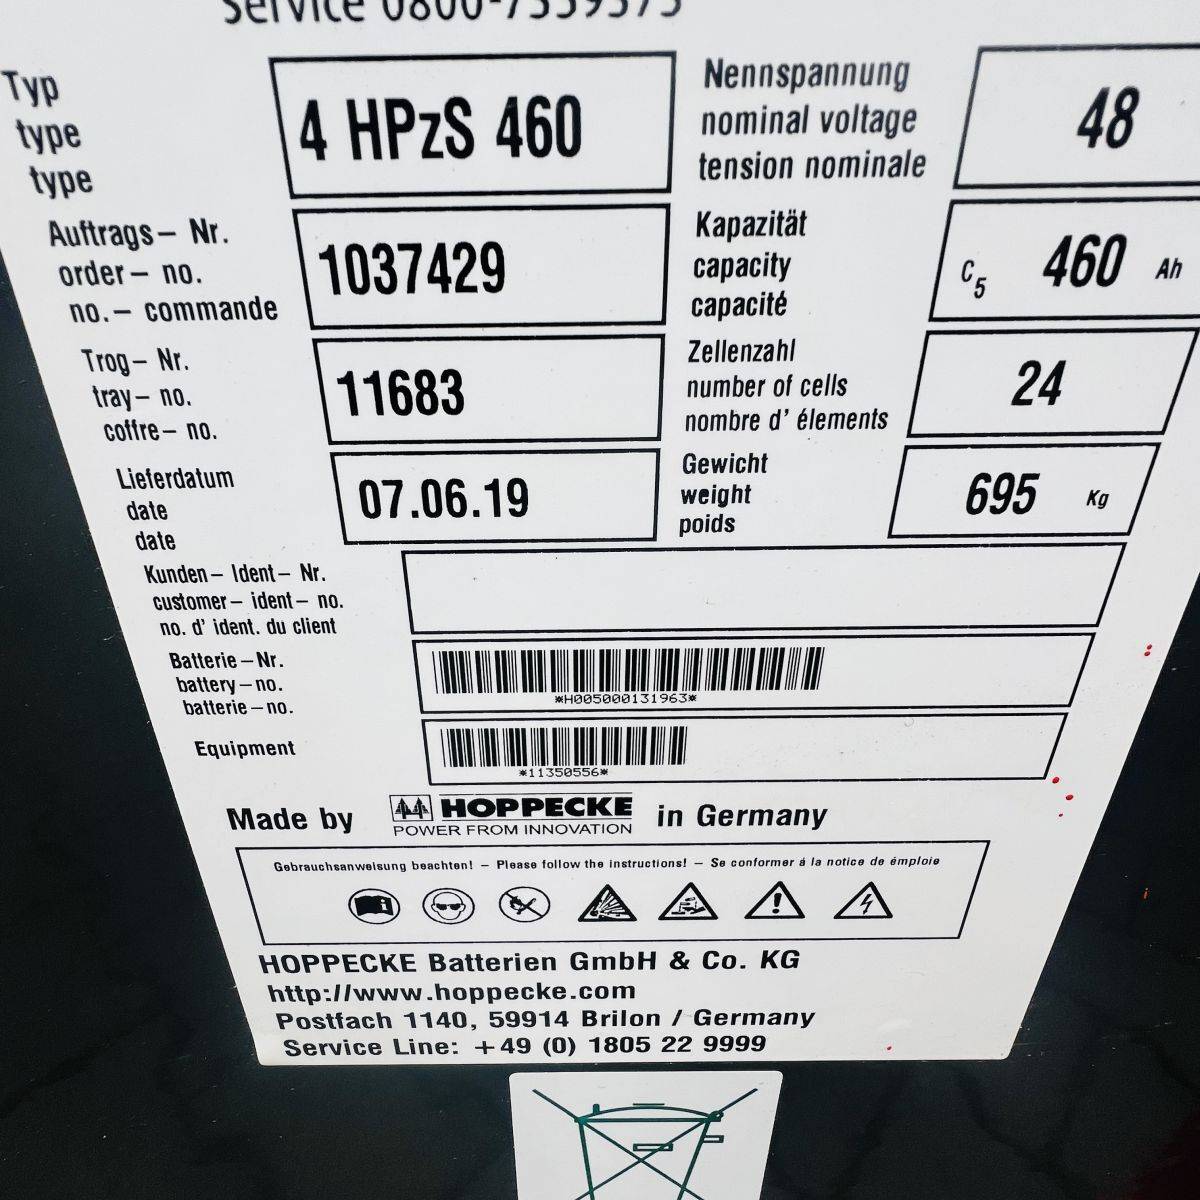 Service 0800-7359375
Typ
type
type
4 HPzS 460
Nennspannung
nominal voltage
tension nominale
48
Auftrags– Nr.
order– no.
no.– commande
1037429
Kapazität
capacity
capacité
C5 460 Ah
Trog– Nr.
tray– no.
coffre– no.
11683
Zellenzahl
number of cells
nombre d' élements
24
Lieferdatum
date
date
07.06.19
Gewicht
weight
poids
695 Kg
Kunden– Ident– Nr.
customer– ident– no.
no. d' ident. du client
Batterie–Nr.
battery–no.
batterie–no.
*H005000131963*
Equipment
*11350556*
Made by HOPPECKE in Germany
POWER FROM INNOVATION
Gebrauchsanweisung beachten! – Please follow the instructions! – Se conformer á la notice de émploie
HOPPECKE Batterien GmbH & Co. KG
http://www.hoppecke.com
Postfach 1140, 59914 Brilon / Germany
Service Line: +49 (0) 1805 22 9999